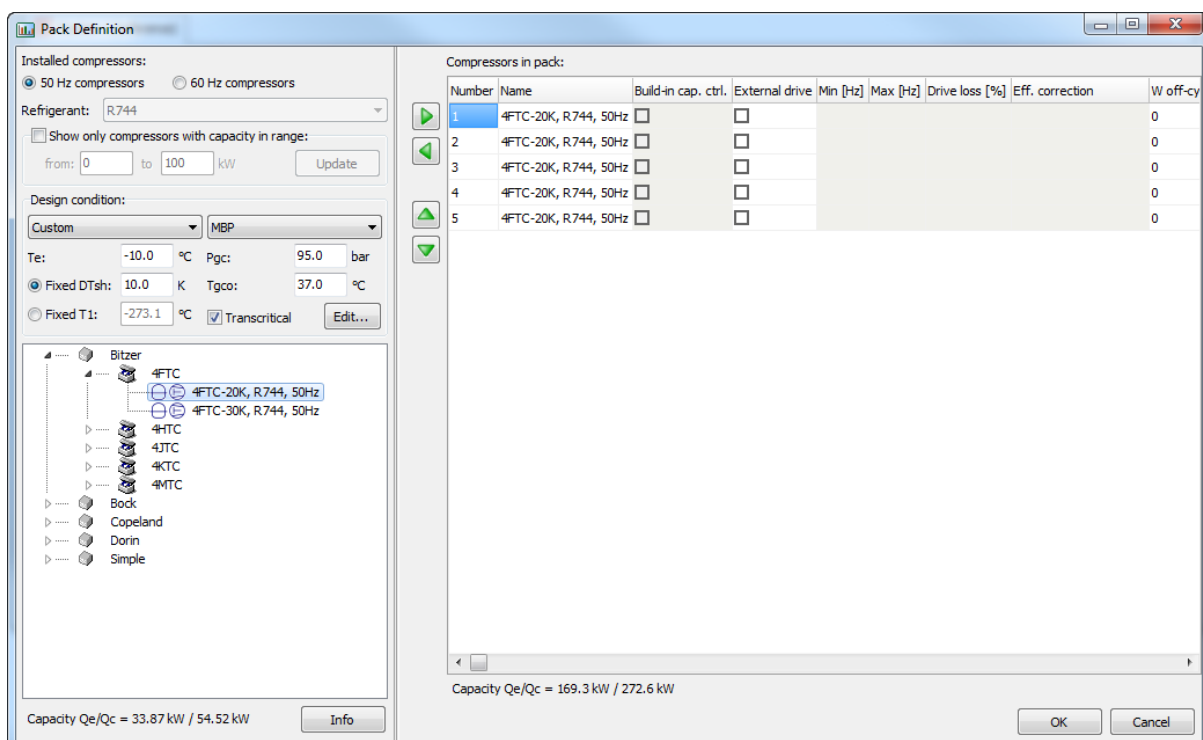 Pack Definition
Installed compressors:
50 Hz compressors 60 Hz compressors
Refrigerant: R744
Show only compressors with capacity in range:
from: 0 to 100 kW Update
Design condition:
Custom MBP
Te: -10.0 °C Pgc: 95.0 bar
Fixed DTsh: 10.0 K Tgco: 37.0 °C
Fixed T1: -273.1 °C Transcritical Edit...
Bitzer
4FTC
4FTC-20K, R744, 50Hz
4FTC-30K, R744, 50Hz
4HTC
4JTC
4KTC
4MTC
Bock
Copeland
Dorin
Simple
Capacity Qe/Qc = 33.87 kW / 54.52 kW Info
Compressors in pack:
Number Name Build-in cap. ctrl. External drive Min [Hz] Max [Hz] Drive loss [%] Eff. correction W off-cy
1 4FTC-20K, R744, 50Hz 0
2 4FTC-20K, R744, 50Hz 0
3 4FTC-20K, R744, 50Hz 0
4 4FTC-20K, R744, 50Hz 0
5 4FTC-20K, R744, 50Hz 0
Capacity Qe/Qc = 169.3 kW / 272.6 kW
OK Cancel